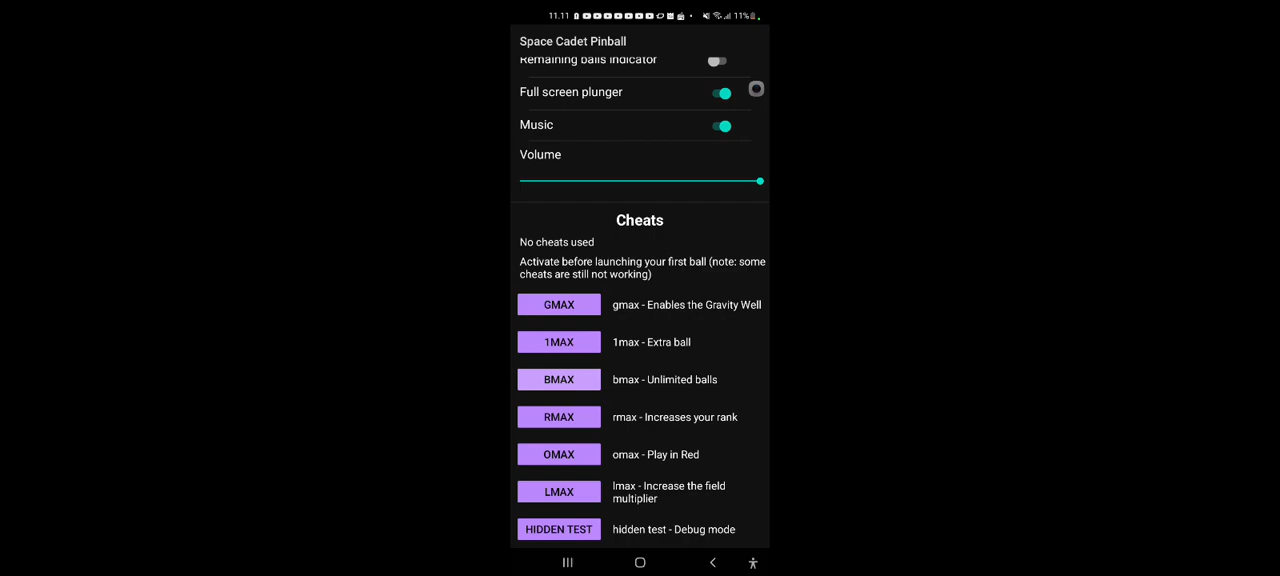 11.11 11%
Space Cadet Pinball
Remaining balls indicator
Full screen plunger
Music
Volume
Cheats
No cheats used
Activate before launching your first ball (note: some
cheats are still not working)
GMAX gmax - Enables the Gravity Well
1MAX 1max - Extra ball
BMAX bmax - Unlimited balls
RMAX rmax - Increases your rank
OMAX omax - Play in Red
LMAX lmax - Increase the field
multiplier
HIDDEN TEST hidden test - Debug mode